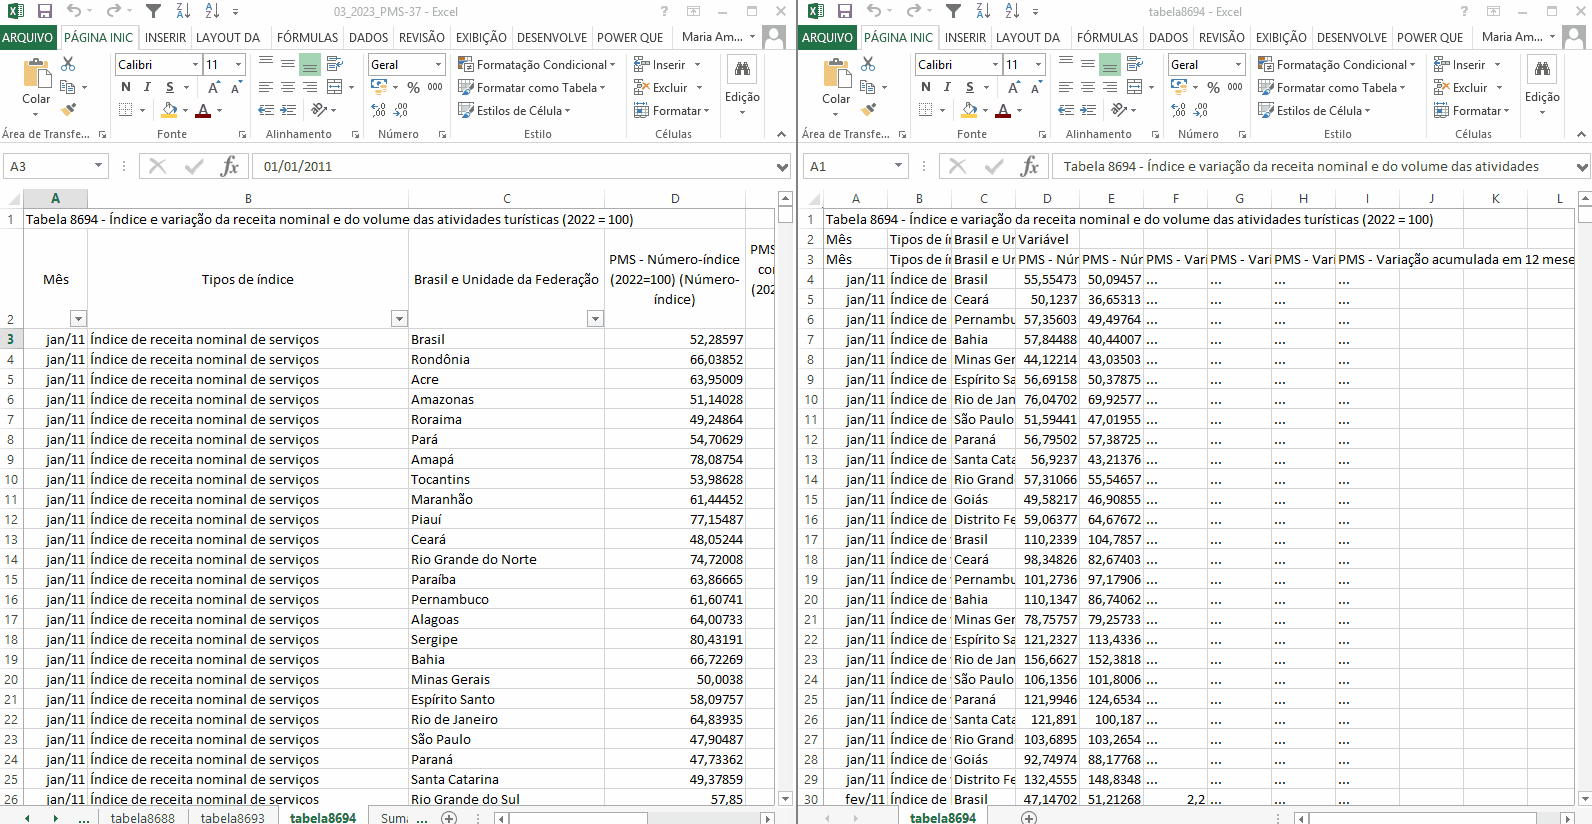 03_2023_PMS-37 - Excel
ARQUIVO PÁGINA INIC INSERIR LAYOUT DA FÓRMULAS DADOS REVISÃO EXIBIÇÃO DESENVOLVE POWER QUE Maria Am...
Colar
Calibri 11
N I S A A
A
Geral
% 000
Formatação Condicional
Formatar como Tabela
Estilos de Célula
Inserir
Excluir
Formatar
Edição
Área de Transfe... Fonte Alinhamento Número Estilo Células
A3 fx 01/01/2011
A B C D
1 Tabela 8694 - Índice e variação da receita nominal e do volume das atividades turísticas (2022 = 100)
2 Mês Tipos de índice Brasil e Unidade da Federação PMS - Número-índice (2022=100) (Número-índice) PMS
3 jan/11 Índice de receita nominal de serviços Brasil 52,28597
4 jan/11 Índice de receita nominal de serviços Rondônia 66,03852
5 jan/11 Índice de receita nominal de serviços Acre 63,95009
6 jan/11 Índice de receita nominal de serviços Amazonas 51,14028
7 jan/11 Índice de receita nominal de serviços Roraima 49,24864
8 jan/11 Índice de receita nominal de serviços Pará 54,70629
9 jan/11 Índice de receita nominal de serviços Amapá 78,08754
10 jan/11 Índice de receita nominal de serviços Tocantins 53,98628
11 jan/11 Índice de receita nominal de serviços Maranhão 61,44452
12 jan/11 Índice de receita nominal de serviços Piauí 77,15487
13 jan/11 Índice de receita nominal de serviços Ceará 48,05244
14 jan/11 Índice de receita nominal de serviços Rio Grande do Norte 74,72008
15 jan/11 Índice de receita nominal de serviços Paraíba 63,86665
16 jan/11 Índice de receita nominal de serviços Pernambuco 61,60741
17 jan/11 Índice de receita nominal de serviços Alagoas 64,00733
18 jan/11 Índice de receita nominal de serviços Sergipe 80,43191
19 jan/11 Índice de receita nominal de serviços Bahia 66,72269
20 jan/11 Índice de receita nominal de serviços Minas Gerais 50,0038
21 jan/11 Índice de receita nominal de serviços Espírito Santo 58,09757
22 jan/11 Índice de receita nominal de serviços Rio de Janeiro 64,83935
23 jan/11 Índice de receita nominal de serviços São Paulo 47,90487
24 jan/11 Índice de receita nominal de serviços Paraná 47,73362
25 jan/11 Índice de receita nominal de serviços Santa Catarina 49,37859
26 jan/11 Índice de receita nominal de serviços Rio Grande do Sul 57,85
... tabela8688 tabela8693 tabela8694 Suma ...
tabela8694 - Excel
ARQUIVO PÁGINA INIC INSERIR LAYOUT DA FÓRMULAS DADOS REVISÃO EXIBIÇÃO DESENVOLVE POWER QUE Maria Am...
Colar
Calibri 11
N I S A A
A
Geral
% 000
Formatação Condicional
Formatar como Tabela
Estilos de Célula
Inserir
Excluir
Formatar
Edição
Área de Transfe... Fonte Alinhamento Número Estilo Células
A1 fx Tabela 8694 - Índice e variação da receita nominal e do volume das atividades
A B C D E F G H I J K L
1 Tabela 8694 - Índice e variação da receita nominal e do volume das atividades turísticas (2022 = 100)
2 Mês Tipos de ín Brasil e Un Variável
3 Mês Tipos de ín Brasil e Un PMS - Núm PMS - Núm PMS - Vari PMS - Vari PMS - Vari PMS - Variação acumulada em 12 mese
4 jan/11 Índice de Brasil 55,55473 50,09457 ... ... ... ...
5 jan/11 Índice de Ceará 50,1237 36,65313 ... ... ... ...
6 jan/11 Índice de Pernambu 57,35603 49,49764 ... ... ... ...
7 jan/11 Índice de Bahia 57,84488 40,44007 ... ... ... ...
8 jan/11 Índice de Minas Ger 44,12214 43,03503 ... ... ... ...
9 jan/11 Índice de Espírito Sa 56,69158 50,37875 ... ... ... ...
10 jan/11 Índice de Rio de Jan 76,04702 69,92577 ... ... ... ...
11 jan/11 Índice de São Paulo 51,59441 47,01955 ... ... ... ...
12 jan/11 Índice de Paraná 56,79502 57,38725 ... ... ... ...
13 jan/11 Índice de Santa Cata 56,9237 43,21376 ... ... ... ...
14 jan/11 Índice de Rio Grand 57,31066 55,54657 ... ... ... ...
15 jan/11 Índice de Goiás 49,58217 46,90855 ... ... ... ...
16 jan/11 Índice de Distrito Fe 59,06377 64,67672 ... ... ... ...
17 jan/11 Índice de Brasil 110,2339 104,7857 ... ... ... ...
18 jan/11 Índice de Ceará 98,34826 82,67403 ... ... ... ...
19 jan/11 Índice de Pernambu 101,2736 97,17906 ... ... ... ...
20 jan/11 Índice de Bahia 110,1347 86,74062 ... ... ... ...
21 jan/11 Índice de Minas Ger 78,75757 79,25733 ... ... ... ...
22 jan/11 Índice de Espírito Sa 121,2327 113,4336 ... ... ... ...
23 jan/11 Índice de Rio de Jan 156,6627 152,3818 ... ... ... ...
24 jan/11 Índice de São Paulo 106,1356 101,8006 ... ... ... ...
25 jan/11 Índice de Paraná 121,9946 124,6534 ... ... ... ...
26 jan/11 Índice de Santa Cata 121,891 100,187 ... ... ... ...
27 jan/11 Índice de Rio Grand 103,6895 103,2654 ... ... ... ...
28 jan/11 Índice de Goiás 92,74974 88,17768 ... ... ... ...
29 jan/11 Índice de Distrito Fe 132,4555 148,8348 ... ... ... ...
30 fev/11 Índice de Brasil 47,14702 51,21268 2,2 ... ... ...
tabela8694